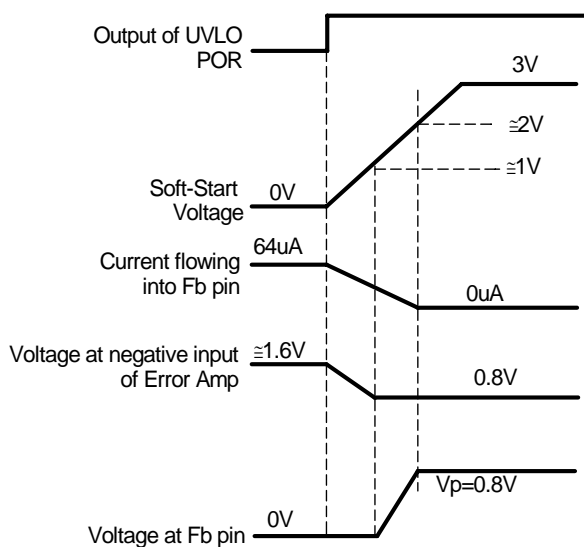 Output of UVLO
POR
3V
≅2V
≅1V
Soft-Start
Voltage
0V
64uA
Current flowing
into Fb pin
0uA
Voltage at negative input
of Error Amp
≅1.6V
0.8V
Voltage at Fb pin
0V
Vp=0.8V